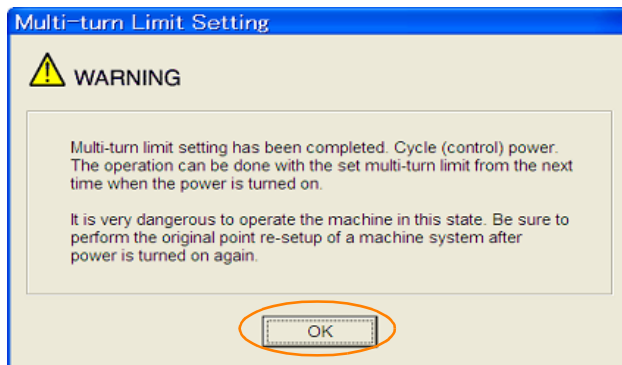 Multi-turn Limit Setting
WARNING
Multi-turn limit setting has been completed. Cycle (control) power.
The operation can be done with the set multi-turn limit from the next
time when the power is turned on.
It is very dangerous to operate the machine in this state. Be sure to
perform the original point re-setup of a machine system after
power is turned on again.
OK